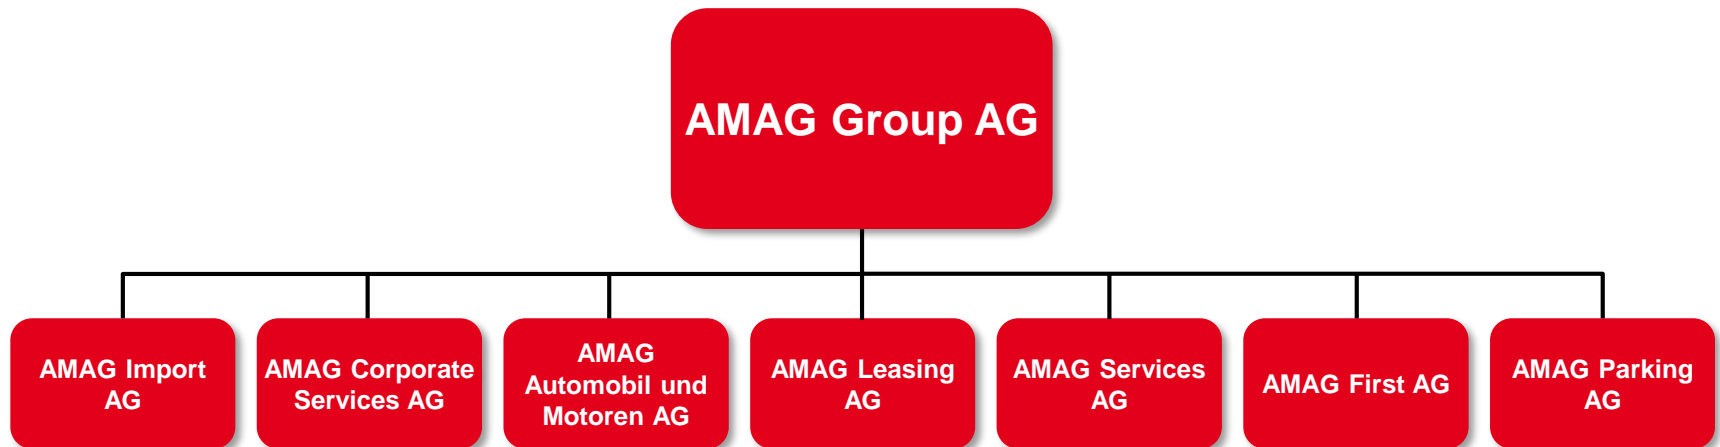 AMAG Group AG
AMAG Import
AG
AMAG Corporate
Services AG
AMAG
Automobil und
Motoren AG
AMAG Leasing
AG
AMAG Services
AG
AMAG First AG
AMAG Parking
AG